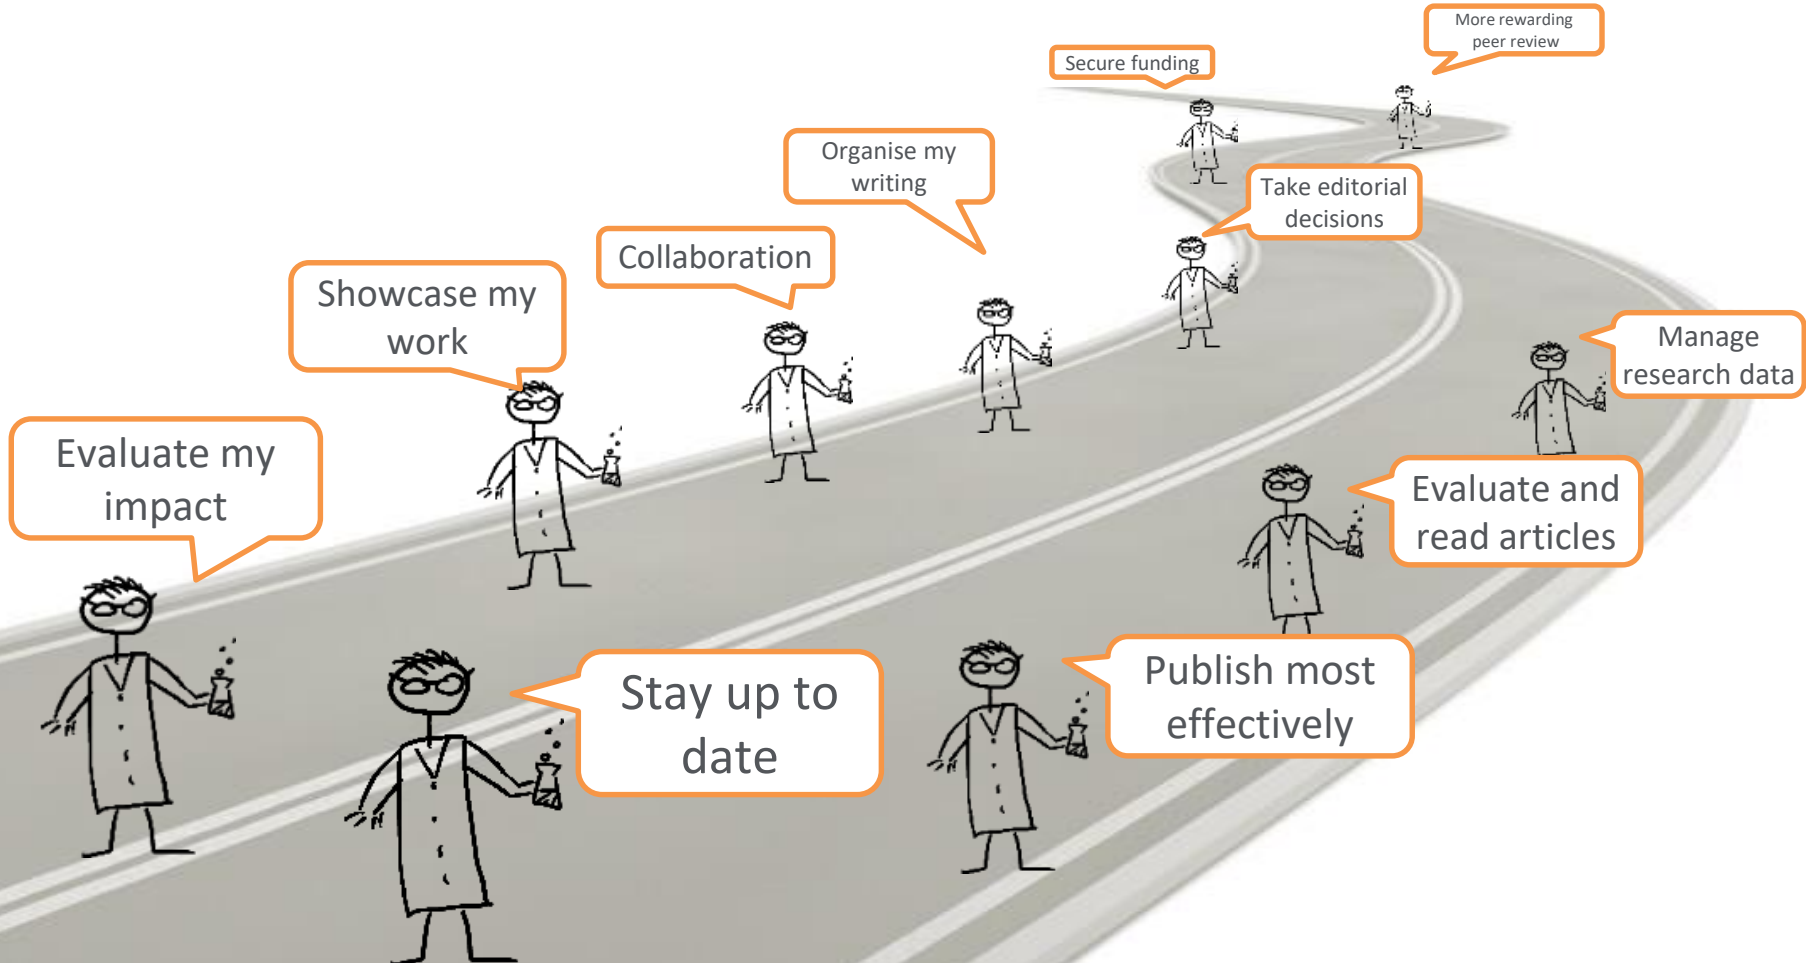 More rewarding
peer review
Secure funding
Organise my
writing
Take editorial
decisions
Collaboration
Showcase my
work
Manage
research data
Evaluate my
impact
Evaluate and
read articles
Publish most
effectively
Stay up to
date